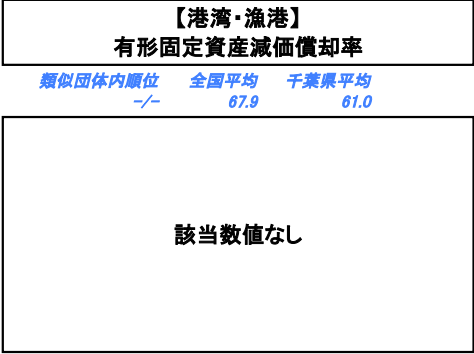 【港湾・漁港】
有形固定資産減価償却率
類似団体内順位 全国平均 千葉県平均
-/- 67.9 61.0
該当数値なし